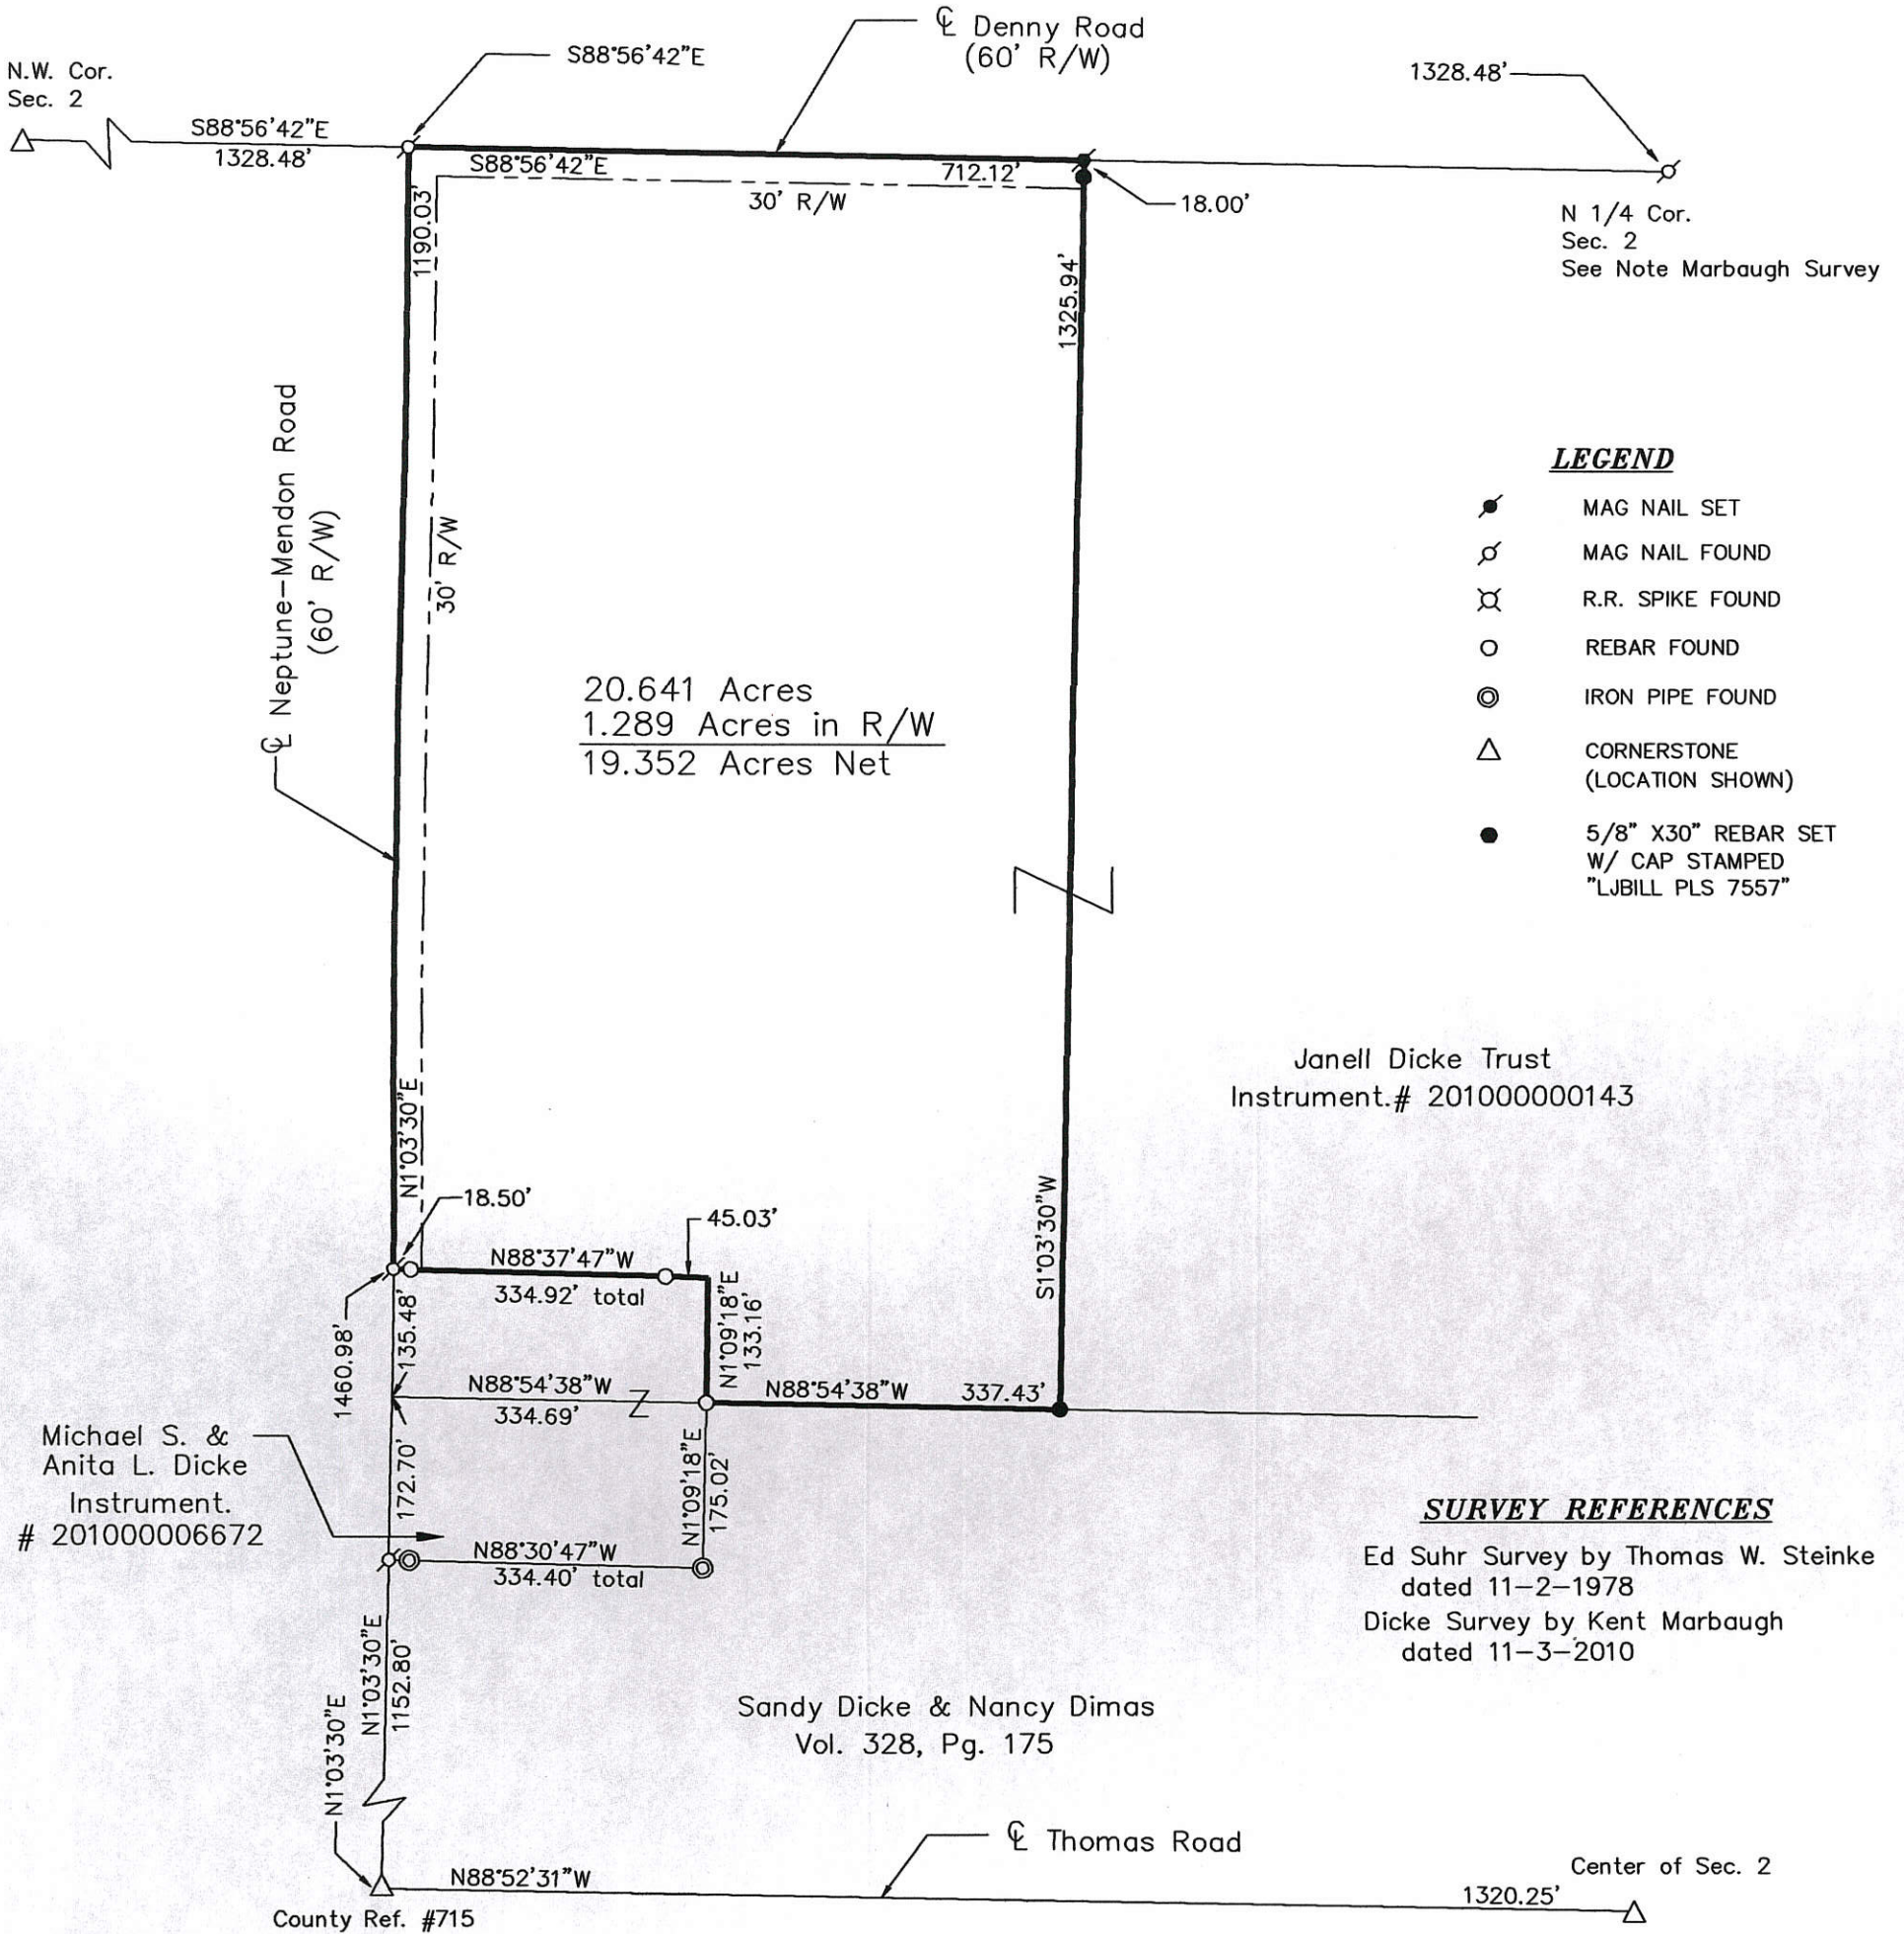 ℄ Denny Road
(60' R/W)
N.W. Cor.
Sec. 2
S88°56'42"E
1328.48'
S88°56'42"E
1328.48'
S88°56'42"E
712.12'
30' R/W
18.00'
N 1/4 Cor.
Sec. 2
See Note Marbaugh Survey
1190.03'
1325.94'
℄ Neptune-Mendon Road
(60' R/W)
30' R/W
LEGEND
MAG NAIL SET
MAG NAIL FOUND
R.R. SPIKE FOUND
REBAR FOUND
IRON PIPE FOUND
CORNERSTONE
(LOCATION SHOWN)
5/8" X30" REBAR SET
W/ CAP STAMPED
"LJBILL PLS 7557"
20.641 Acres
1.289 Acres in R/W
19.352 Acres Net
Janell Dicke Trust
Instrument.# 201000000143
N1°03'30"E
S1°03'30"W
18.50'
45.03'
N88°37'47"W
334.92' total
N1°09'18"E
133.16'
1460.98'
135.48'
N88°54'38"W
334.69'
N88°54'38"W
337.43'
Michael S. &
Anita L. Dicke
Instrument.
# 201000006672
172.70'
N1°09'18"E
175.02'
N88°30'47"W
334.40' total
SURVEY REFERENCES
Ed Suhr Survey by Thomas W. Steinke
dated 11-2-1978
Dicke Survey by Kent Marbaugh
dated 11-3-2010
N1°03'30"E
1152.80'
N1°03'30"E
Sandy Dicke & Nancy Dimas
Vol. 328, Pg. 175
℄ Thomas Road
N88°52'31"W
1320.25'
Center of Sec. 2
County Ref. #715